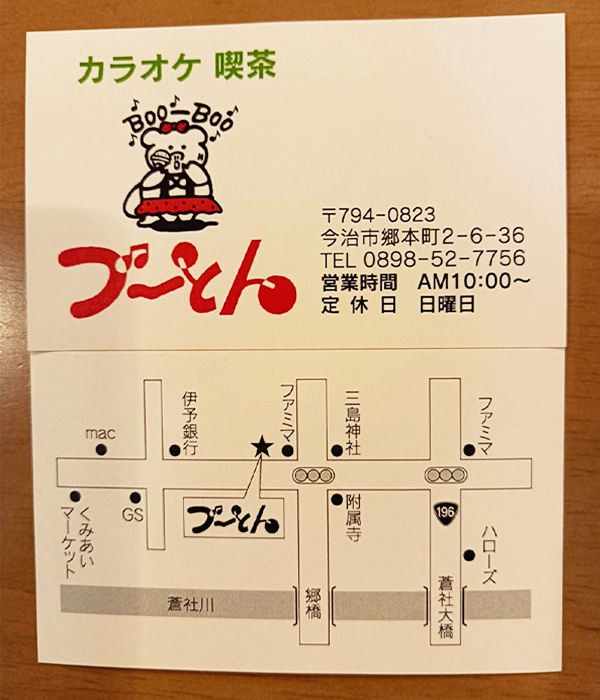 カラオケ 喫茶
BOO-BOO
ブーとん
〒794-0823
今治市郷本町2-6-36
TEL 0898-52-7756
営業時間 AM10:00〜
定休日 日曜日
mac
伊予銀行
ファミマ
三島神社
ファミマ
くみあいマーケット
GS
ブーとん
附属寺
196
ハローズ
蒼社川
郷橋
蒼社大橋